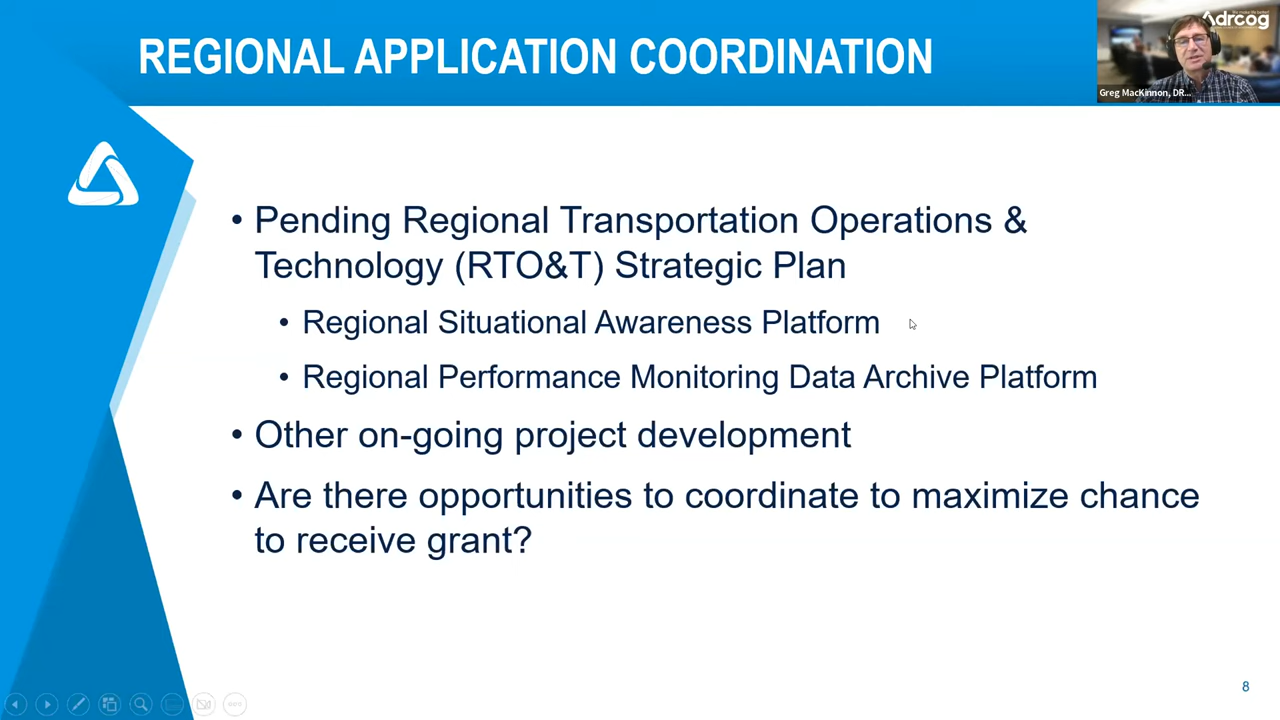 REGIONAL APPLICATION COORDINATION
drcog
Greg MacKinnon, DR...
• Pending Regional Transportation Operations &
Technology (RTO&T) Strategic Plan
• Regional Situational Awareness Platform
• Regional Performance Monitoring Data Archive Platform
• Other on-going project development
• Are there opportunities to coordinate to maximize chance
to receive grant?
8